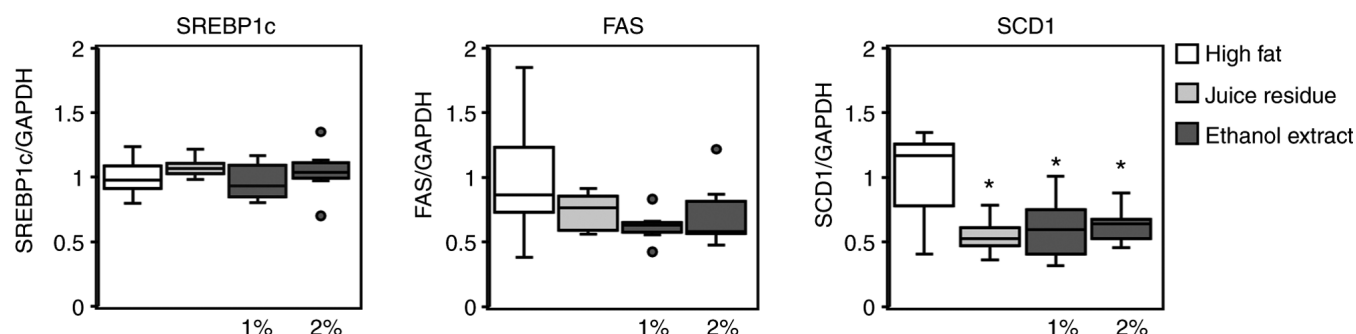 SREBP1c
FAS
SCD1
SREBP1c/GAPDH
2
1.5
1
0.5
0
1% 2%
FAS/GAPDH
2
1.5
1
0.5
0
1% 2%
SCD1/GAPDH
2
1.5
1
0.5
0
* * *
1% 2%
High fat
Juice residue
Ethanol extract